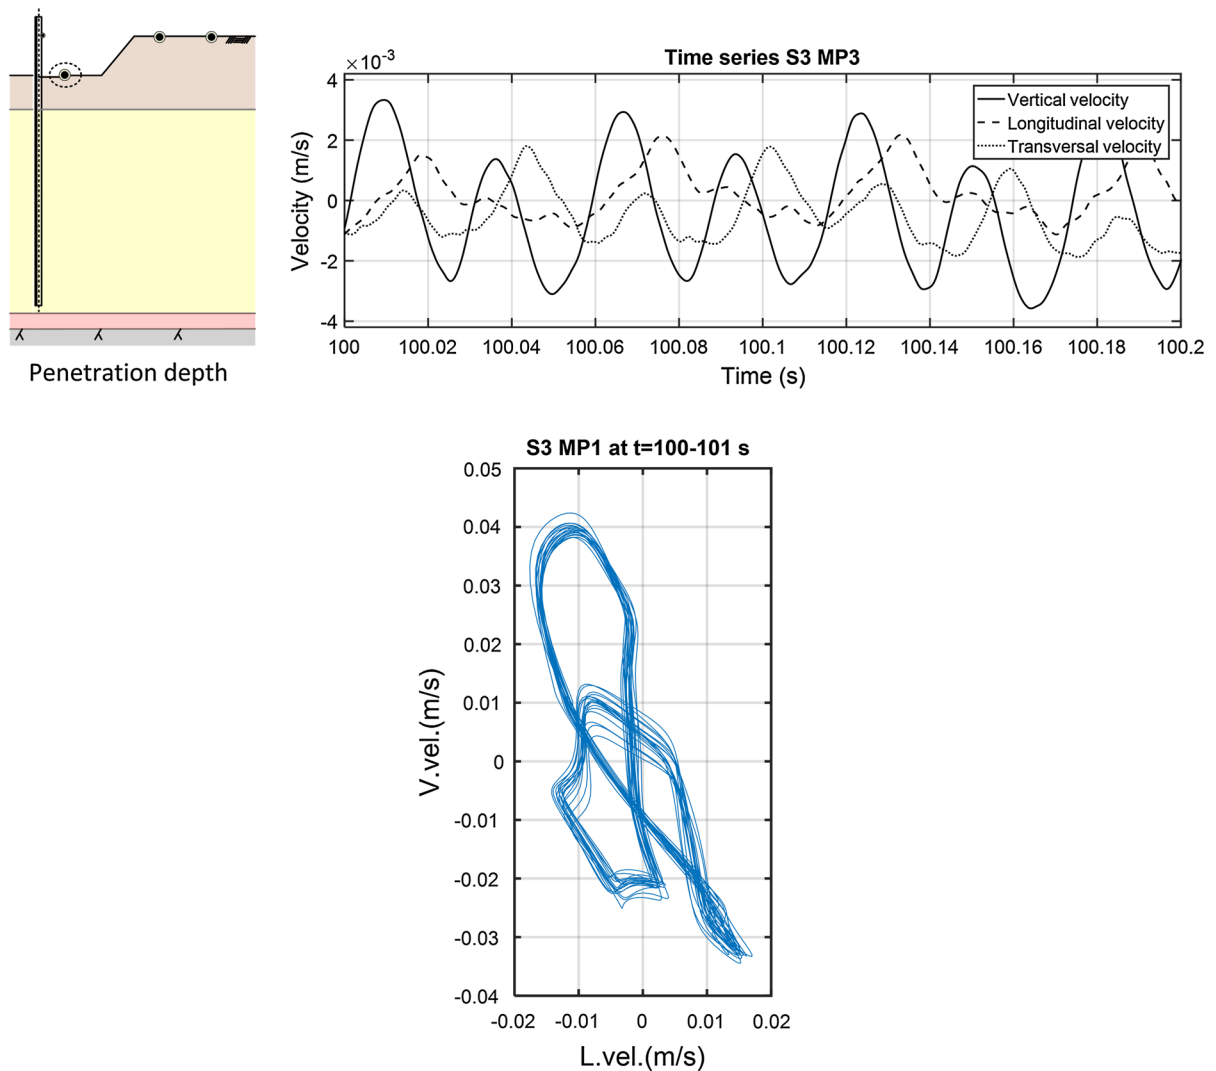 Penetration depth
Time series S3 MP3
×10⁻³
4
2
0
-2
-4
Velocity (m/s)
Vertical velocity
Longitudinal velocity
Transversal velocity
100 100.02 100.04 100.06 100.08 100.1 100.12 100.14 100.16 100.18 100.2
Time (s)
S3 MP1 at t=100-101 s
0.05
0.04
0.03
0.02
0.01
0
-0.01
-0.02
-0.03
-0.04
V.vel.(m/s)
-0.02 -0.01 0 0.01 0.02
L.vel.(m/s)